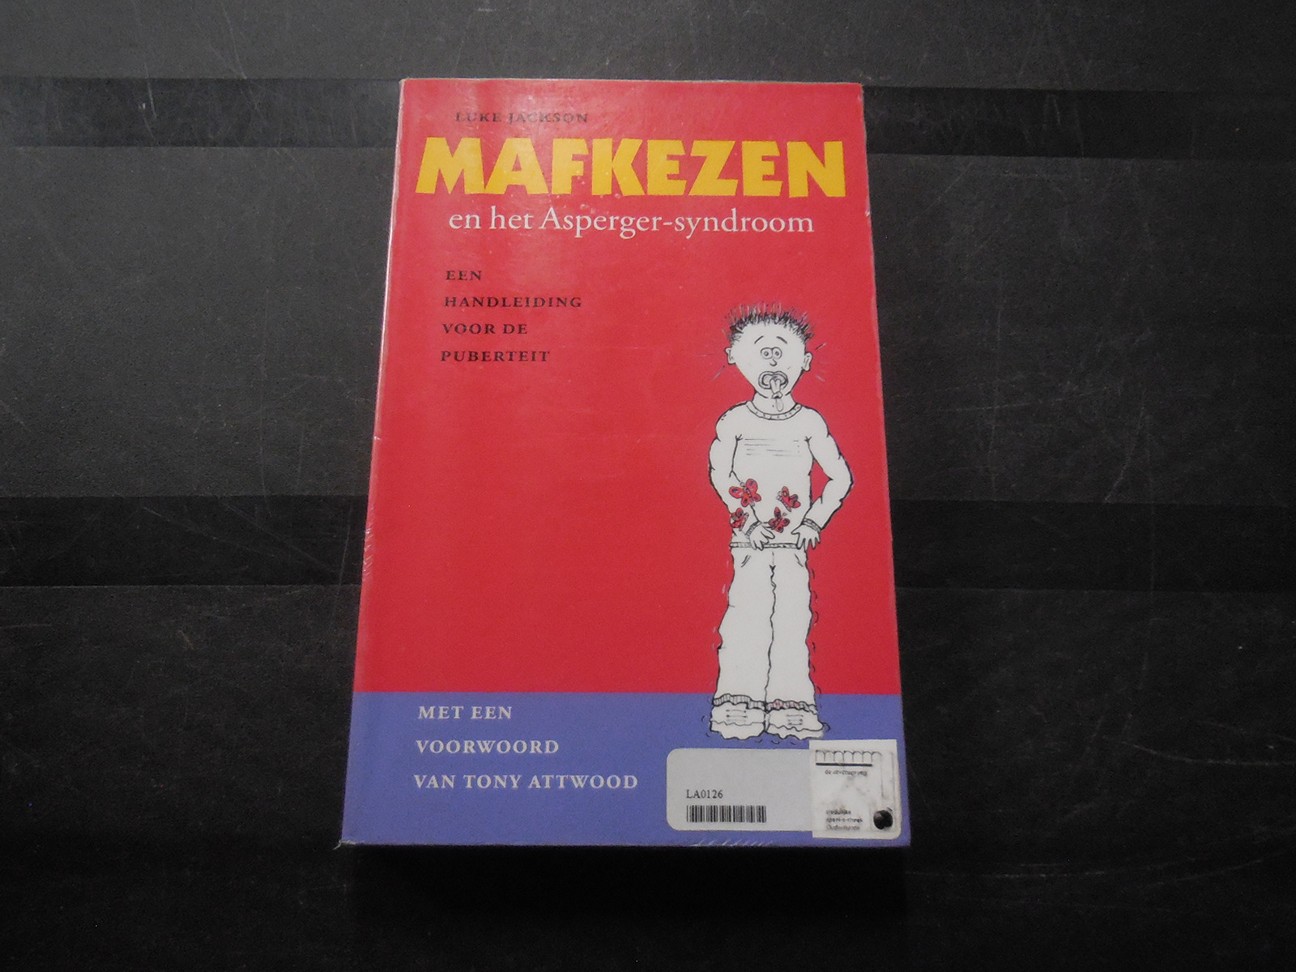 LUKE JACKSON
MAFKEZEN
en het Asperger-syndroom
EEN
HANDLEIDING
VOOR DE
PUBERTEIT
MET EEN
VOORWOORD
VAN TONY ATTWOOD
LA0126